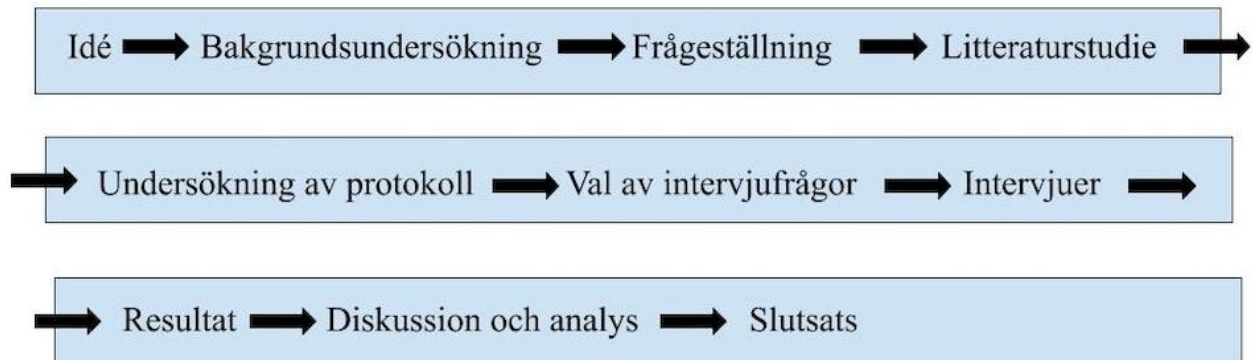 Idé Bakgrundsundersökning Frågeställning Litteraturstudie
Undersökning av protokoll Val av intervjufrågor Intervjuer
Resultat Diskussion och analys Slutsats